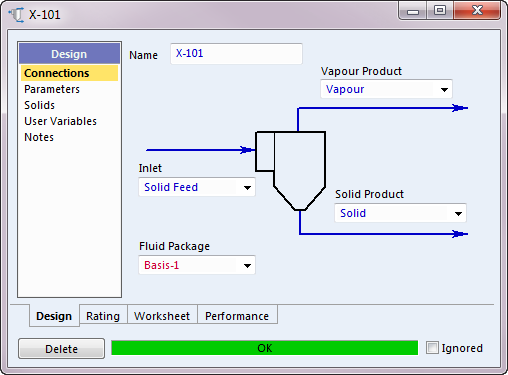 X-101
Design
Connections
Parameters
Solids
User Variables
Notes
Name X-101
Vapour Product
Vapour
Inlet
Solid Feed
Solid Product
Solid
Fluid Package
Basis-1
Design Rating Worksheet Performance
Delete OK Ignored